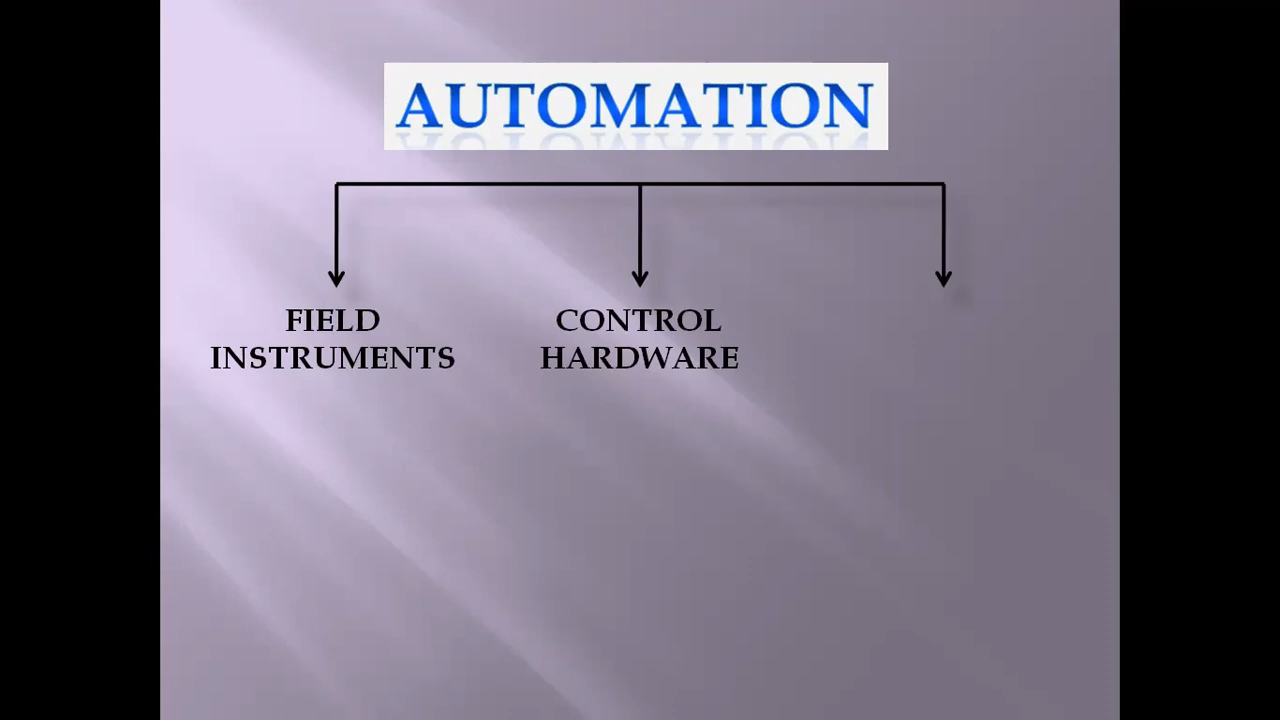 AUTOMATION
FIELD
INSTRUMENTS
CONTROL
HARDWARE